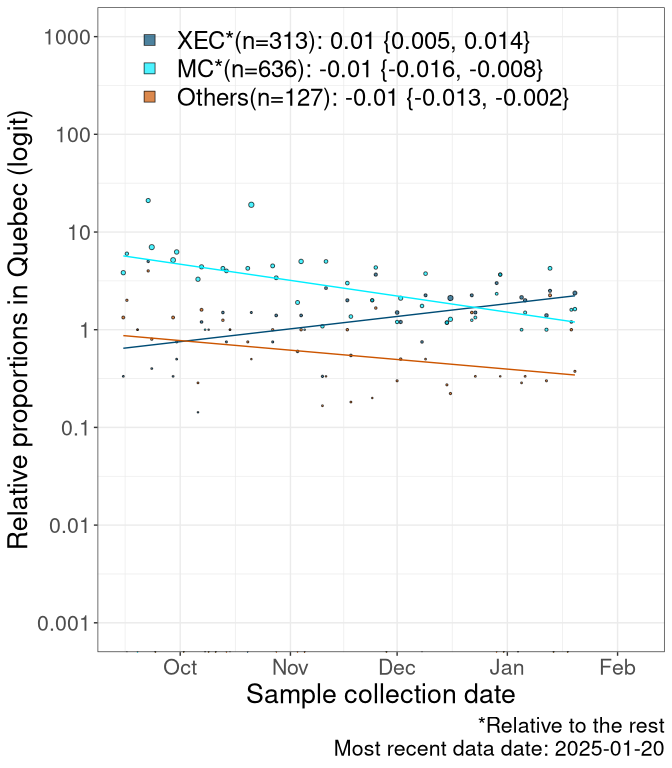 1000
100
10
1
0.1
0.01
0.001
Relative proportions in Quebec (logit)
XEC*(n=313): 0.01 {0.005, 0.014}
MC*(n=636): -0.01 {-0.016, -0.008}
Others(n=127): -0.01 {-0.013, -0.002}
Oct Nov Dec Jan Feb
Sample collection date
*Relative to the rest
Most recent data date: 2025-01-20